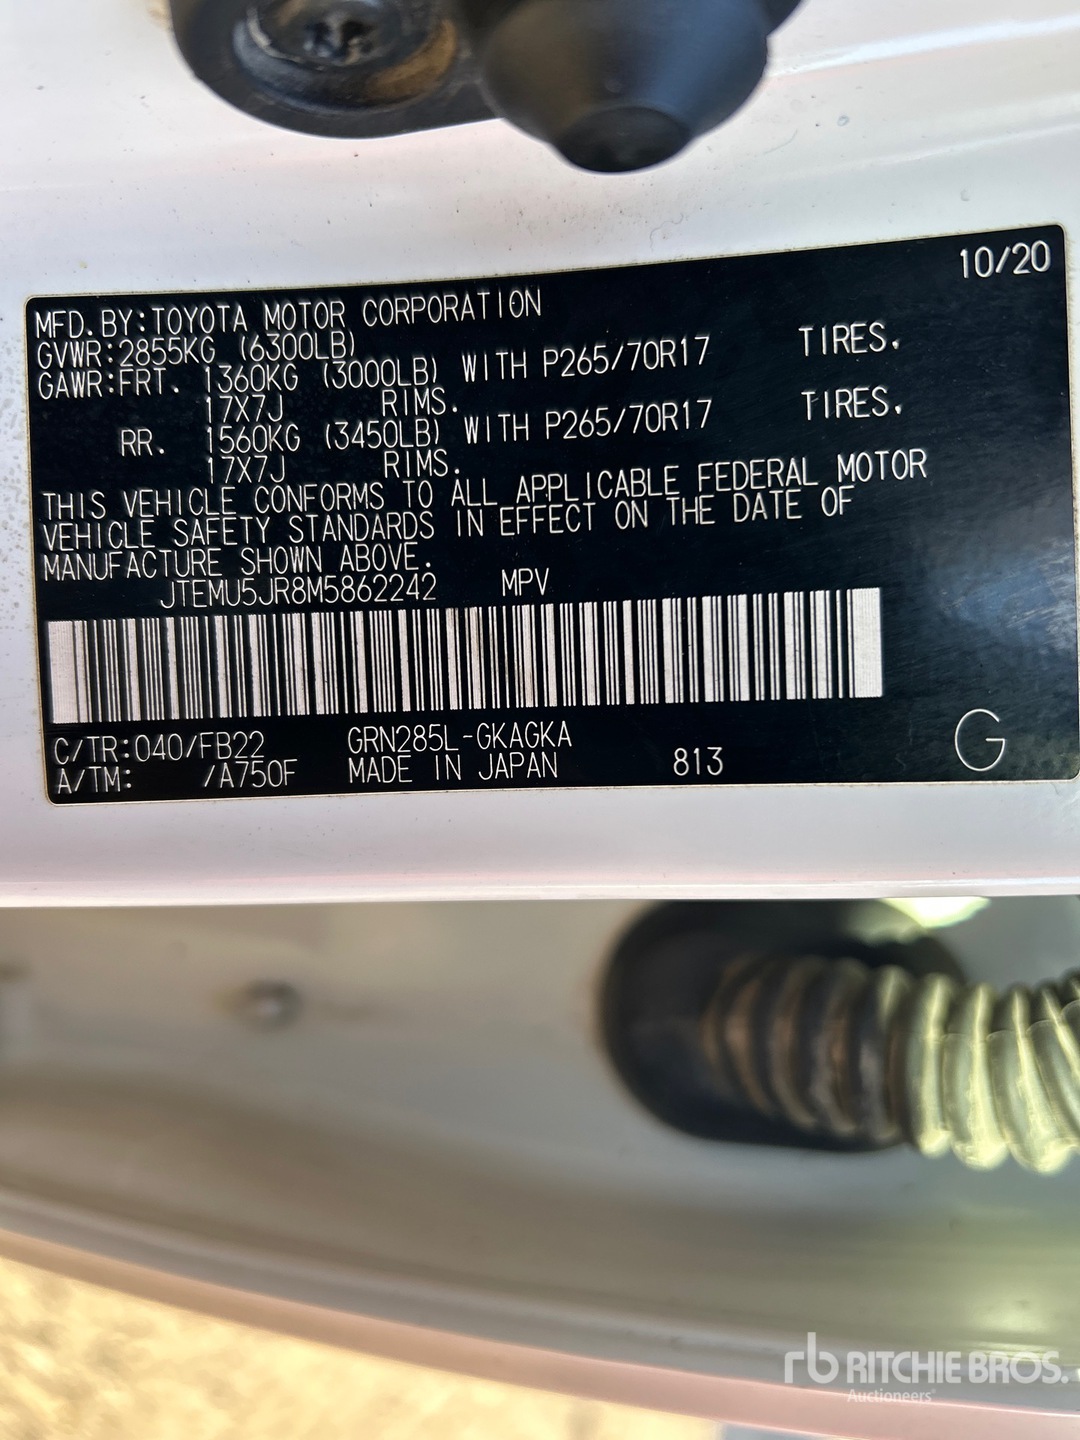 10/20
MFD. BY:TOYOTA MOTOR CORPORATION
GVWR:2855KG (6300LB)
GAWR:FRT. 1360KG (3000LB) WITH P265/70R17 TIRES.
17X7J RIMS.
RR. 1560KG (3450LB) WITH P265/70R17 TIRES.
17X7J RIMS.
THIS VEHICLE CONFORMS TO ALL APPLICABLE FEDERAL MOTOR
VEHICLE SAFETY STANDARDS IN EFFECT ON THE DATE OF
MANUFACTURE SHOWN ABOVE.
JTEMU5JR8M5862242 MPV
C/TR:040/FB22 GRN285L-GKAGKA
A/TM: /A750F MADE IN JAPAN 813 G
rb RITCHIE BROS.
Auctioneers